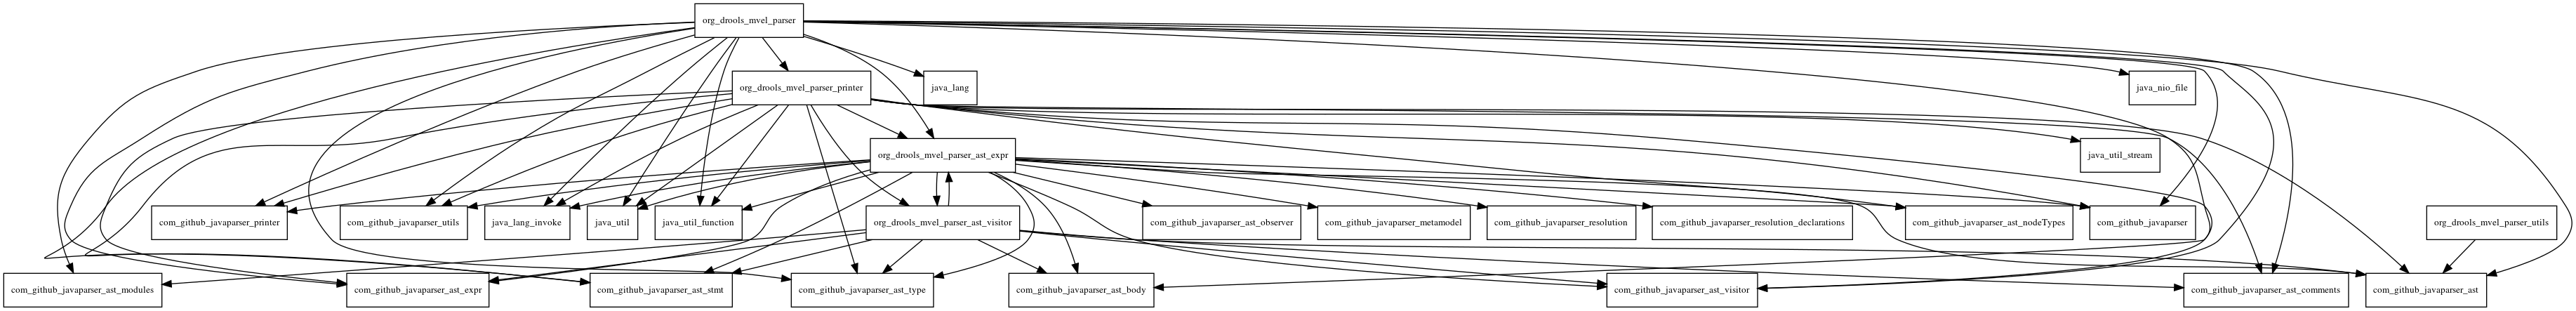 org_drools_mvel_parser
org_drools_mvel_parser_printer
java_lang
java_nio_file
org_drools_mvel_parser_ast_expr
java_util_stream
com_github_javaparser_printer
com_github_javaparser_utils
java_lang_invoke
java_util
java_util_function
org_drools_mvel_parser_ast_visitor
com_github_javaparser_ast_observer
com_github_javaparser_metamodel
com_github_javaparser_resolution
com_github_javaparser_resolution_declarations
com_github_javaparser_ast_nodeTypes
com_github_javaparser
org_drools_mvel_parser_utils
com_github_javaparser_ast_modules
com_github_javaparser_ast_expr
com_github_javaparser_ast_stmt
com_github_javaparser_ast_type
com_github_javaparser_ast_body
com_github_javaparser_ast_visitor
com_github_javaparser_ast_comments
com_github_javaparser_ast